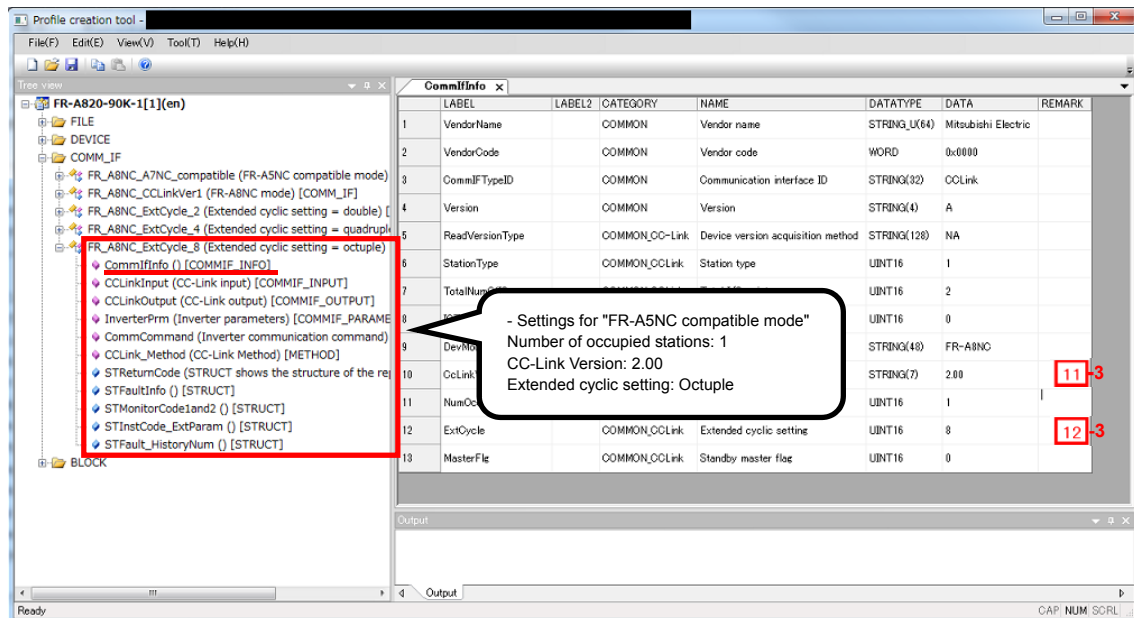 Profile creation tool -
File(F) Edit(E) View(V) Tool(T) Help(H)
Tree view
FR-A820-90K-1[1](en)
FILE
DEVICE
COMM_IF
FR_A8NC_A7NC_compatible (FR-A5NC compatible mode)
FR_A8NC_CCLinkVer1 (FR-A8NC mode) [COMM_IF]
FR_A8NC_ExtCycle_2 (Extended cyclic setting = double) [
FR_A8NC_ExtCycle_4 (Extended cyclic setting = quadruple
FR_A8NC_ExtCycle_8 (Extended cyclic setting = octuple)
CommIfInfo () [COMMIF_INFO]
CCLinkInput (CC-Link input) [COMMIF_INPUT]
CCLinkOutput (CC-Link output) [COMMIF_OUTPUT]
InverterPrm (Inverter parameters) [COMMIF_PARAME
CommCommand (Inverter communication command)
CCLink_Method (CC-Link Method) [METHOD]
STReturnCode (STRUCT shows the structure of the re
STFaultInfo () [STRUCT]
STMonitorCode1and2 () [STRUCT]
STInstCode_ExtParam () [STRUCT]
STFault_HistoryNum () [STRUCT]
BLOCK
CommIfInfo x
LABEL LABEL2 CATEGORY NAME DATATYPE DATA REMARK
1 VendorName COMMON Vendor name STRING_U(64) Mitsubishi Electric
2 VendorCode COMMON Vendor code WORD 0x0000
3 CommIFTypeID COMMON Communication interface ID STRING(32) CCLink
4 Version COMMON Version STRING(4) A
5 ReadVersionType COMMON_CC-Link Device version acquisition method STRING(128) NA
6 StationType COMMON_CCLink Station type UINT16 1
7 UINT16 2
8 UINT16 0
9 STRING(48) FR-A8NC
10 STRING(7) 2.00 11-3
11 UINT16 1
12 ExtCycle COMMON_CCLink Extended cyclic setting UINT16 8 12-3
13 MasterFlg COMMON_CCLink Standby master flag UINT16 0
- Settings for "FR-A5NC compatible mode"
Number of occupied stations: 1
CC-Link Version: 2.00
Extended cyclic setting: Octuple
Output
Output
Ready CAP NUM SCRL